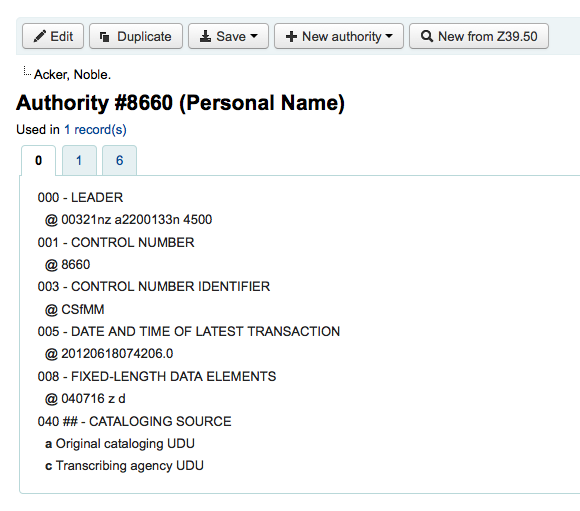 Edit Duplicate Save New authority New from Z39.50
Acker, Noble.
Authority #8660 (Personal Name)
Used in 1 record(s)
0 1 6
000 - LEADER
@ 00321nz a2200133n 4500
001 - CONTROL NUMBER
@ 8660
003 - CONTROL NUMBER IDENTIFIER
@ CSfMM
005 - DATE AND TIME OF LATEST TRANSACTION
@ 20120618074206.0
008 - FIXED-LENGTH DATA ELEMENTS
@ 040716 z d
040 ## - CATALOGING SOURCE
a Original cataloging UDU
c Transcribing agency UDU